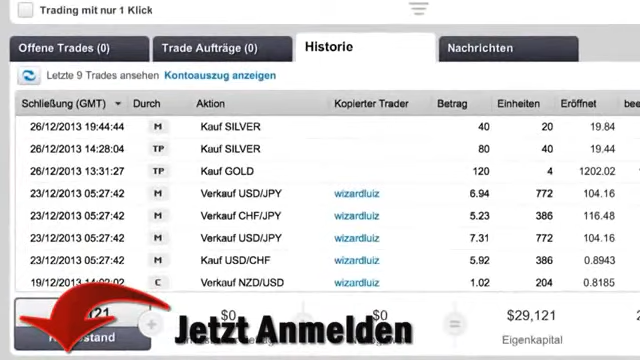 Trading mit nur 1 Klick
Offene Trades (0) Trade Aufträge (0) Historie Nachrichten
Letzte 9 Trades ansehen Kontoauszug anzeigen
Schließung (GMT) Durch Aktion Kopierter Trader Betrag Einheiten Eröffnet
26/12/2013 19:44:44 M Kauf SILVER 40 20 19.84
26/12/2013 14:28:04 TP Kauf SILVER 80 40 19.44
26/12/2013 13:31:27 TP Kauf GOLD 120 4 1202.02
23/12/2013 05:27:42 M Verkauf USD/JPY wizardluiz 6.94 772 104.16
23/12/2013 05:27:42 M Verkauf CHF/JPY wizardluiz 5.23 386 116.48
23/12/2013 05:27:42 M Verkauf USD/JPY wizardluiz 7.31 772 104.16
23/12/2013 05:27:42 M Kauf USD/CHF wizardluiz 5.92 386 0.8943
19/12/2013 C Verkauf NZD/USD wizardluiz 1.02 204 0.8185
$0 $0 $29,121
Jetzt Anmelden
Eigenkapital